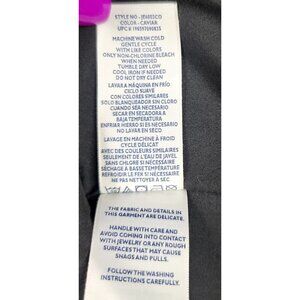 STYLE NO - JE6003CO
COLOR - CAVIAR
UPC # 198357090835
MACHINE WASH COLD
GENTLE CYCLE
WITH LIKE COLORS
ONLY NON-CHLORINE BLEACH
WHEN NEEDED
TUMBLE DRY LOW
COOL IRON IF NEEDED
DO NOT DRY CLEAN
LAVAR A MÁQUINA EN FRÍO
CICLO SUAVE
CON COLORES SIMILARES
SOLO BLANQUEADOR SIN CLORO
CUANDO SEA NECESARIO
SECAR EN SECADORA A
BAJA TEMPERATURA
ENFRIAR HIERRO SI ES NECESARIO
NO LAVAR EN SECO
LAVAGE EN MACHINE À FROID
CYCLE DÉLICAT
AVEC DES COULEURS SIMILAIRES
SEULEMENT DE L'EAU DE JAVEL
SANS CHLORE SI NÉCESSAIRE
SÉCHAGE À BASSE TEMPÉRATURE
REFROIDIR LE FER SI NÉCESSAIRE
NE PAS NETTOYER À SEC
THE FABRIC AND DETAILS IN
THIS GARMENT ARE DELICATE.
HANDLE WITH CARE AND
AVOID COMING INTO CONTACT
WITH JEWELRY OR ANY ROUGH
SURFACES THAT MAY CAUSE
SNAGS AND PULLS.
FOLLOW THE WASHING
INSTRUCTIONS CAREFULLY.